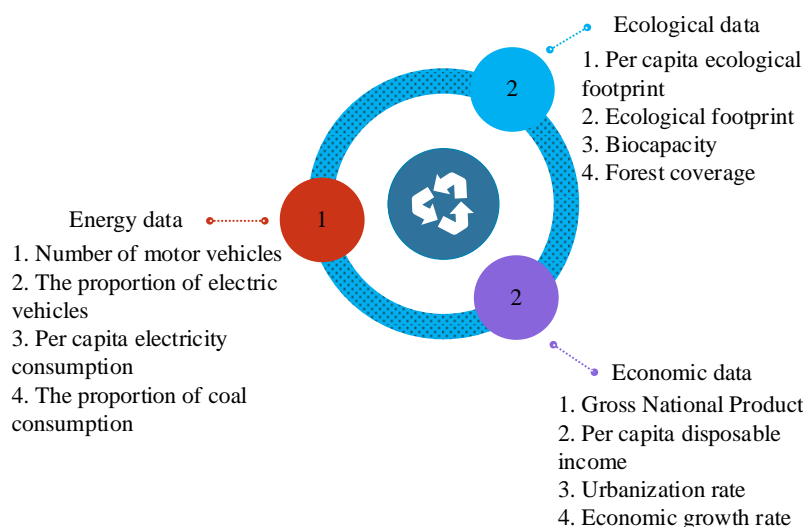 Ecological data
1. Per capita ecological
footprint
2. Ecological footprint
3. Biocapacity
4. Forest coverage
2
Energy data
1
1. Number of motor vehicles
2. The proportion of electric
vehicles
3. Per capita electricity
consumption
4. The proportion of coal
consumption
2
Economic data
1. Gross National Product
2. Per capita disposable
income
3. Urbanization rate
4. Economic growth rate